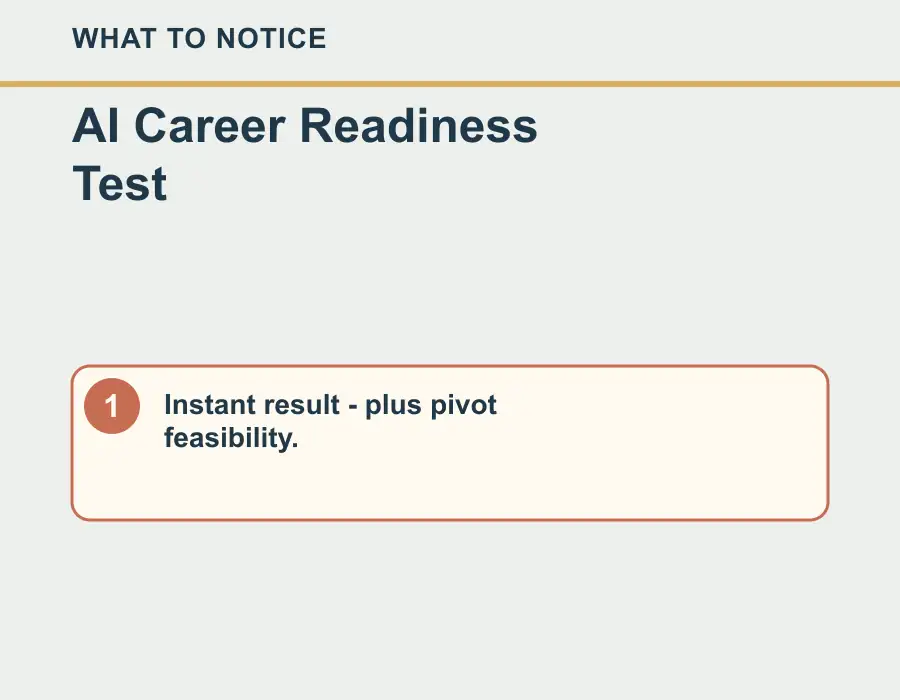 WHAT TO NOTICE
AI Career Readiness
Test
1
Instant result - plus pivot
feasibility.